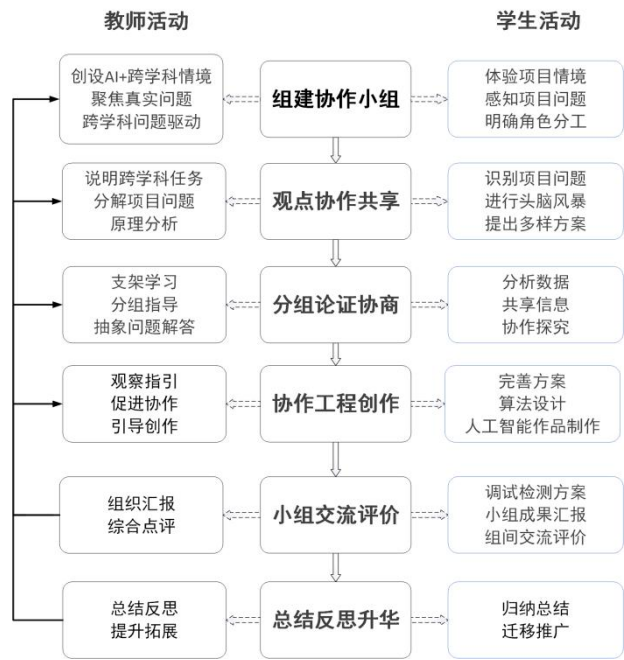 教师活动
学生活动
创设AI+跨学科情境
聚焦真实问题
跨学科问题驱动
组建协作小组
体验项目情境
感知项目问题
明确角色分工
说明跨学科任务
分解项目问题
原理分析
观点协作共享
识别项目问题
进行头脑风暴
提出多样方案
支架学习
分组指导
抽象问题解答
分组论证协商
分析数据
共享信息
协作探究
观察指引
促进协作
引导创作
协作工程创作
完善方案
算法设计
人工智能作品制作
组织汇报
综合点评
小组交流评价
调试检测方案
小组成果汇报
组间交流评价
总结反思
提升拓展
总结反思升华
归纳总结
迁移推广